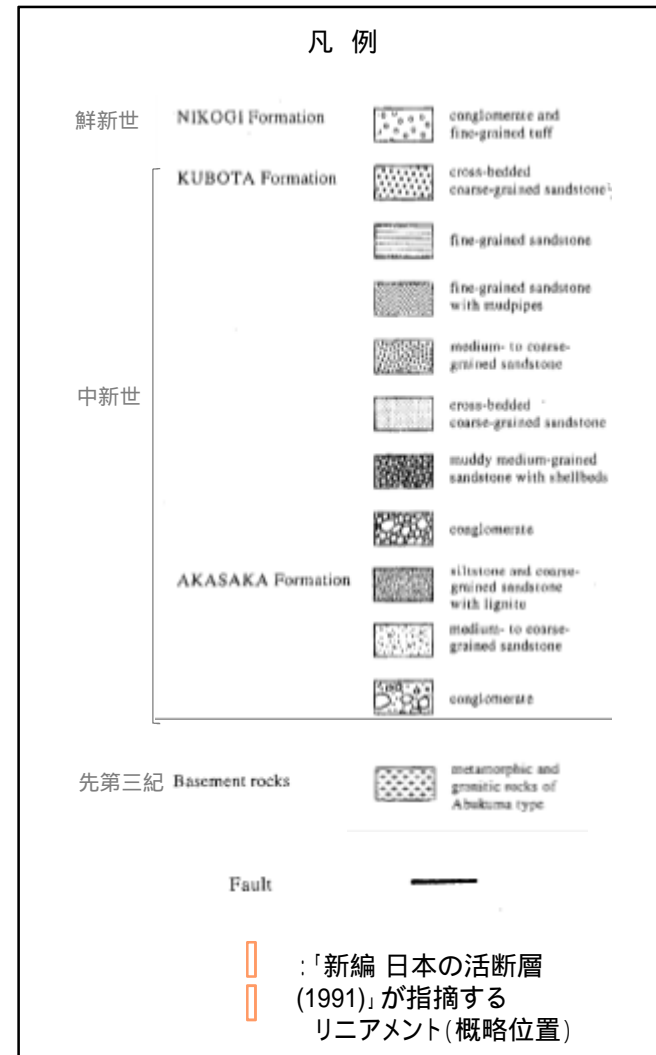 凡 例
鮮新世
NIKOGI Formation
conglomerate and
fine-grained tuff
KUBOTA Formation
cross-bedded
coarse-grained sandstone
fine-grained sandstone
fine-grained sandstone
with mudpipes
medium- to coarse-
grained sandstone
中新世
cross-bedded
coarse-grained sandstone
muddy medium-grained
sandstone with shellbeds
conglomerate
AKASAKA Formation
siltstone and coarse-
grained sandstone
with lignite
medium- to coarse-
grained sandstone
conglomerate
先第三紀 Basement rocks
metamorphic and
granitic rocks of
Abukuma type
Fault
:「新編 日本の活断層
(1991)」が指摘する
リニアメント(概略位置)